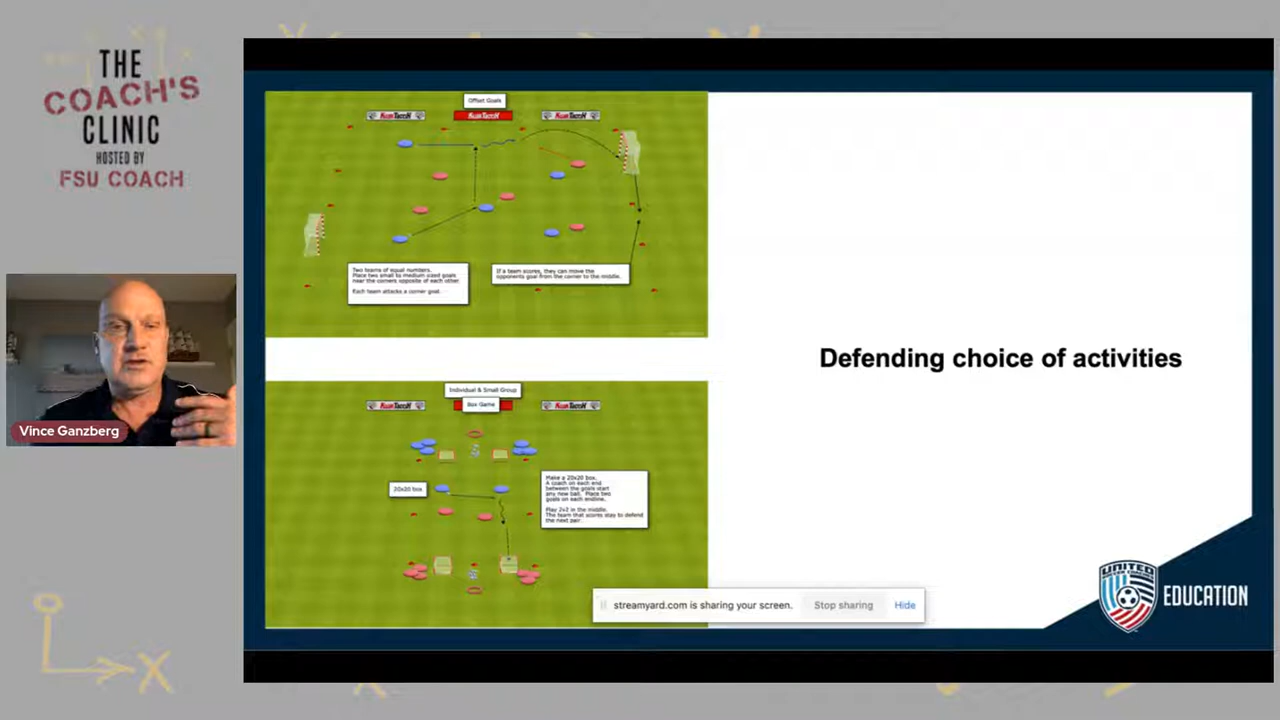 THE
COACH'S
CLINIC
HOSTED BY
FSU COACH
Vince Ganzberg
Offset Goals
KwikGoal
Two teams of equal numbers.
Place two small to medium sized goals
near the corners opposite of each other.
Each team attacks a corner goal.
If a team scores, they can move the
opponents goal from the corner to the middle.
Individual & Small Group
Box Game
20x20 box
Make a 20x20 box.
A coach on each end
between the goals start
any new ball. Place two
goals on each endline.
Play 2v2 in the middle.
The team that scores stay to defend
the next pair.
Defending choice of activities
streamyard.com is sharing your screen.
Stop sharing
Hide
UNITED
EDUCATION